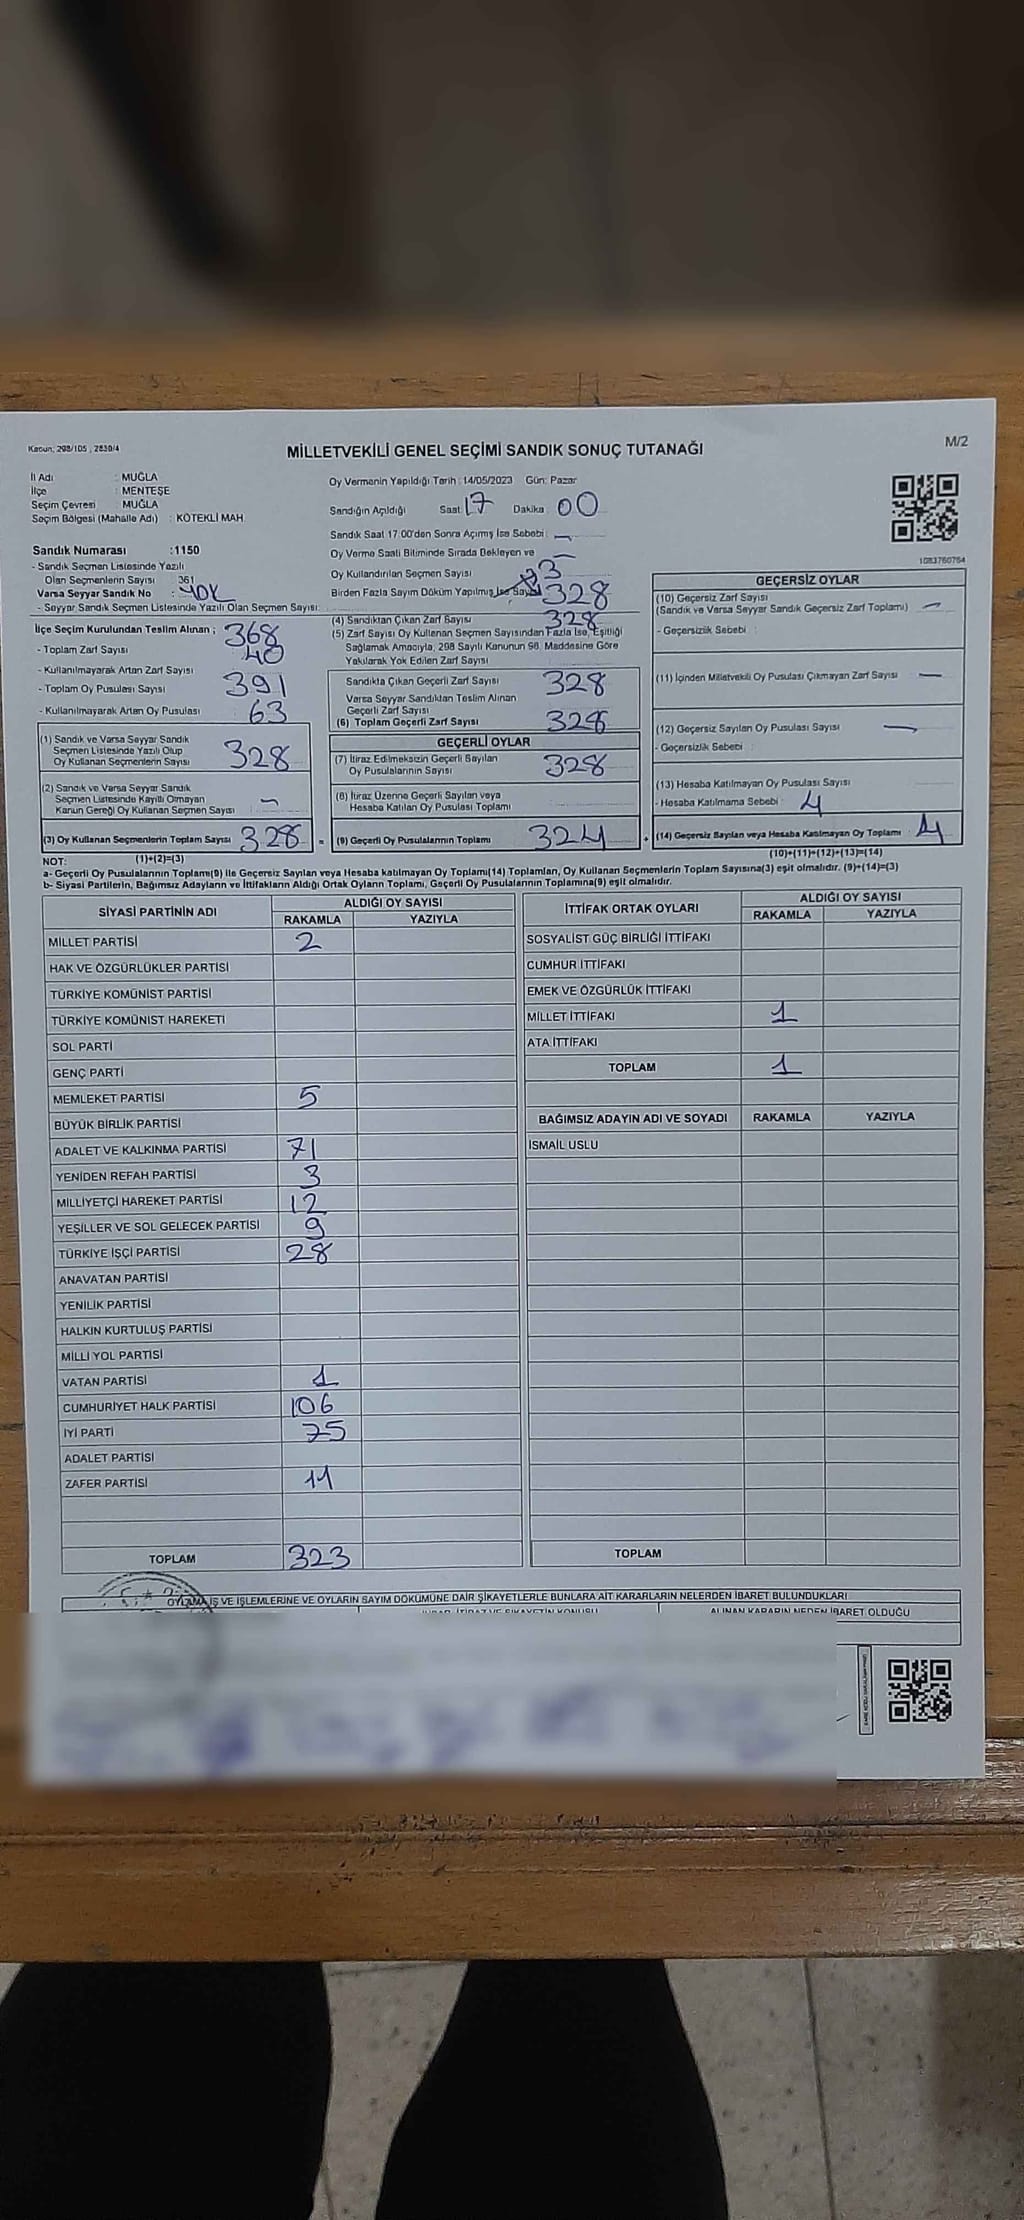 Kanun; 298/105 , 2839/4
MİLLETVEKİLİ GENEL SEÇİMİ SANDIK SONUÇ TUTANAĞI
M/2
İl Adı : MUĞLA
İlçe : MENTEŞE
Seçim Çevresi : MUĞLA
Seçim Bölgesi (Mahalle Adı) : KÖTEKLİ MAH.
Sandık Numarası :1150
- Sandık Seçmen Listesinde Yazılı
Olan Seçmenlerin Sayısı : 361
Varsa Seyyar Sandık No : YOK
- Seyyar Sandık Seçmen Listesinde Yazılı Olan Seçmen Sayısı:
Oy Vermenin Yapıldığı Tarih : 14/05/2023 Gün: Pazar
Sandığın Açıldığı Saat: 17 Dakika : 00
Sandık Saat 17:00'den Sonra Açılmış İse Sebebi : -
Oy Verme Saati Bitiminde Sırada Bekleyen ve -
Oy Kullandırılan Seçmen Sayısı
Birden Fazla Sayım Döküm Yapılmış İse 328
1083760764
İlçe Seçim Kurulundan Teslim Alınan ; 368
- Toplam Zarf Sayısı
- Kullanılmayarak Artan Zarf Sayısı 40
- Toplam Oy Pusulası Sayısı 391
- Kullanılmayarak Artan Oy Pusulası 63
(1) Sandık ve Varsa Seyyar Sandık
Seçmen Listesinde Yazılı Olup
Oy Kullanan Seçmenlerin Sayısı 328
(2) Sandık ve Varsa Seyyar Sandık
Seçmen Listesinde Kayıtlı Olmayan
Kanun Gereği Oy Kullanan Seçmen Sayısı -
(3) Oy Kullanan Seçmenlerin Toplam Sayısı 328 =
(4) Sandıktan Çıkan Zarf Sayısı 328
(5) Zarf Sayısı Oy Kullanan Seçmen Sayısından Fazla İse, Eşitliği
Sağlamak Amacıyla, 298 Sayılı Kanunun 98. Maddesine Göre
Yakılarak Yok Edilen Zarf Sayısı
Sandıkta Çıkan Geçerli Zarf Sayısı 328
Varsa Seyyar Sandıktan Teslim Alınan
Geçerli Zarf Sayısı
(6) Toplam Geçerli Zarf Sayısı 328
GEÇERLİ OYLAR
(7) İtiraz Edilmeksizin Geçerli Sayılan
Oy Pusulalarının Sayısı 328
(8) İtiraz Üzerine Geçerli Sayılan veya
Hesaba Katılan Oy Pusulası Toplamı
(9) Geçerli Oy Pusulalarının Toplamı 324 +
GEÇERSİZ OYLAR
(10) Geçersiz Zarf Sayısı
(Sandık ve Varsa Seyyar Sandık Geçersiz Zarf Toplamı) -
- Geçersizlik Sebebi :
(11) İçinden Milletvekili Oy Pusulası Çıkmayan Zarf Sayısı -
(12) Geçersiz Sayılan Oy Pusulası Sayısı -
- Geçersizlik Sebebi :
(13) Hesaba Katılmayan Oy Pusulası Sayısı
- Hesaba Katılmama Sebebi : 4
(14) Geçersiz Sayılan veya Hesaba Katılmayan Oy Toplamı 4
NOT: (1)+(2)=(3) (10)+(11)+(12)+(13)=(14)
a- Geçerli Oy Pusulalarının Toplamı(9) ile Geçersiz Sayılan veya Hesaba katılmayan Oy Toplamı(14) Toplamları, Oy Kullanan Seçmenlerin Toplam Sayısına(3) eşit olmalıdır. (9)+(14)=(3)
b- Siyasi Partilerin, Bağımsız Adayların ve İttifakların Aldığı Ortak Oyların Toplamı, Geçerli Oy Pusulalarının Toplamına(9) eşit olmalıdır.
SİYASİ PARTİNİN ADI ALDIĞI OY SAYISI
RAKAMLA YAZIYLA
MİLLET PARTİSİ 2
HAK VE ÖZGÜRLÜKLER PARTİSİ
TÜRKİYE KOMÜNİST PARTİSİ
TÜRKİYE KOMÜNİST HAREKETİ
SOL PARTİ
GENÇ PARTİ
MEMLEKET PARTİSİ 5
BÜYÜK BİRLİK PARTİSİ
ADALET VE KALKINMA PARTİSİ 71
YENİDEN REFAH PARTİSİ 3
MİLLİYETÇİ HAREKET PARTİSİ 12
YEŞİLLER VE SOL GELECEK PARTİSİ 9
TÜRKİYE İŞÇİ PARTİSİ 28
ANAVATAN PARTİSİ
YENİLİK PARTİSİ
HALKIN KURTULUŞ PARTİSİ
MİLLİ YOL PARTİSİ
VATAN PARTİSİ 1
CUMHURİYET HALK PARTİSİ 106
İYİ PARTİ 75
ADALET PARTİSİ
ZAFER PARTİSİ 11
TOPLAM 323
İTTİFAK ORTAK OYLARI ALDIĞI OY SAYISI
RAKAMLA YAZIYLA
SOSYALİST GÜÇ BİRLİĞİ İTTİFAKI
CUMHUR İTTİFAKI
EMEK VE ÖZGÜRLÜK İTTİFAKI
MİLLET İTTİFAKI 1
ATA İTTİFAKI
TOPLAM 1
BAĞIMSIZ ADAYIN ADI VE SOYADI RAKAMLA YAZIYLA
İSMAİL USLU
TOPLAM
OYLAMA İŞ VE İŞLEMLERİNE VE OYLARIN SAYIM DÖKÜMÜNE DAİR ŞİKAYETLERLE BUNLARA AİT KARARLARIN NELERDEN İBARET BULUNDUKLARI
ALINAN KARARIN NEDEN İBARET OLDUĞU